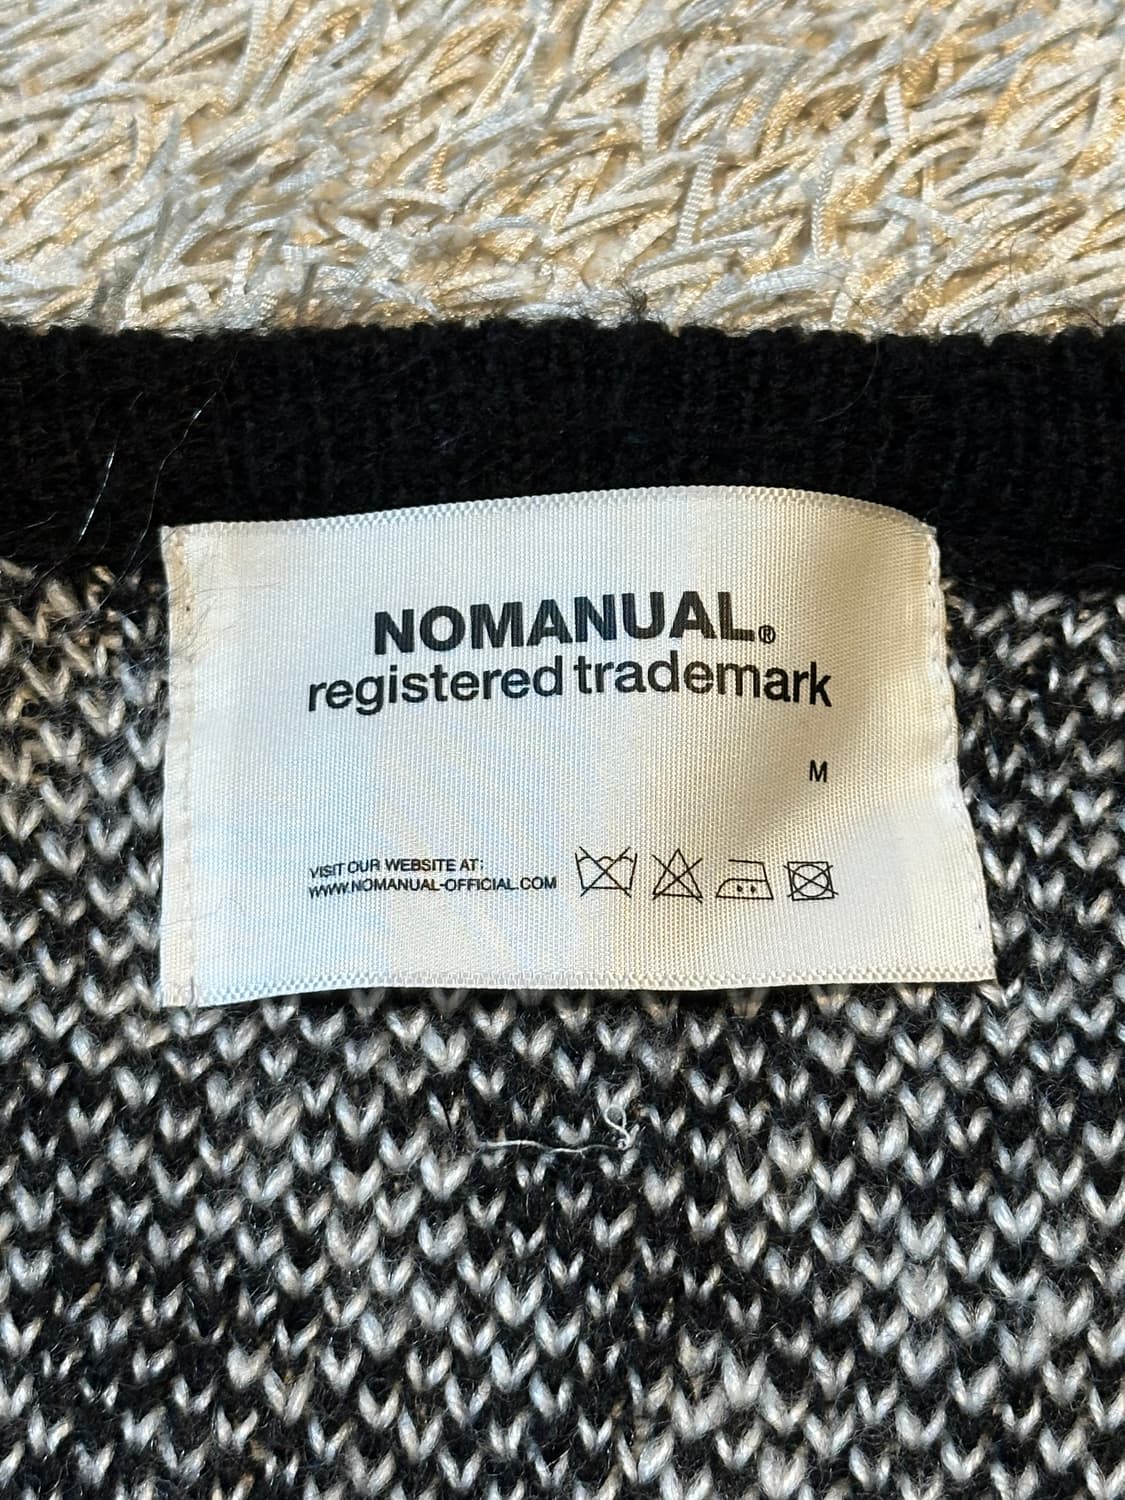 NOMANUAL®
registered trademark
M
VISIT OUR WEBSITE AT:
WWW.NOMANUAL-OFFICIAL.COM